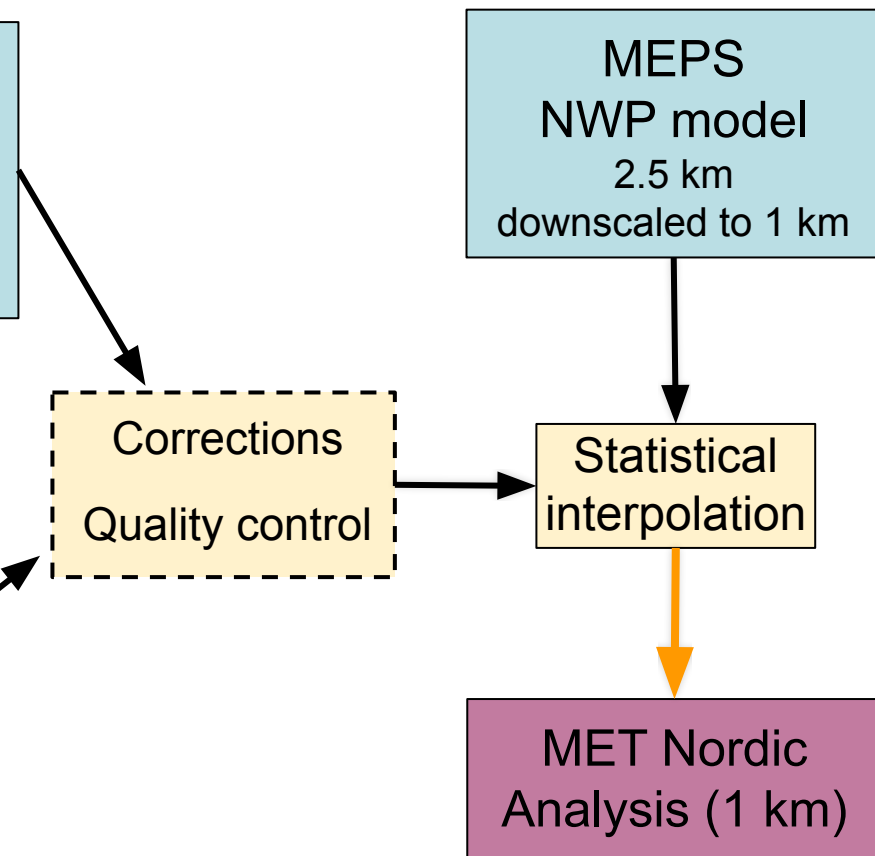 MEPS
NWP model
2.5 km
downscaled to 1 km
Corrections
Quality control
Statistical
interpolation
MET Nordic
Analysis (1 km)